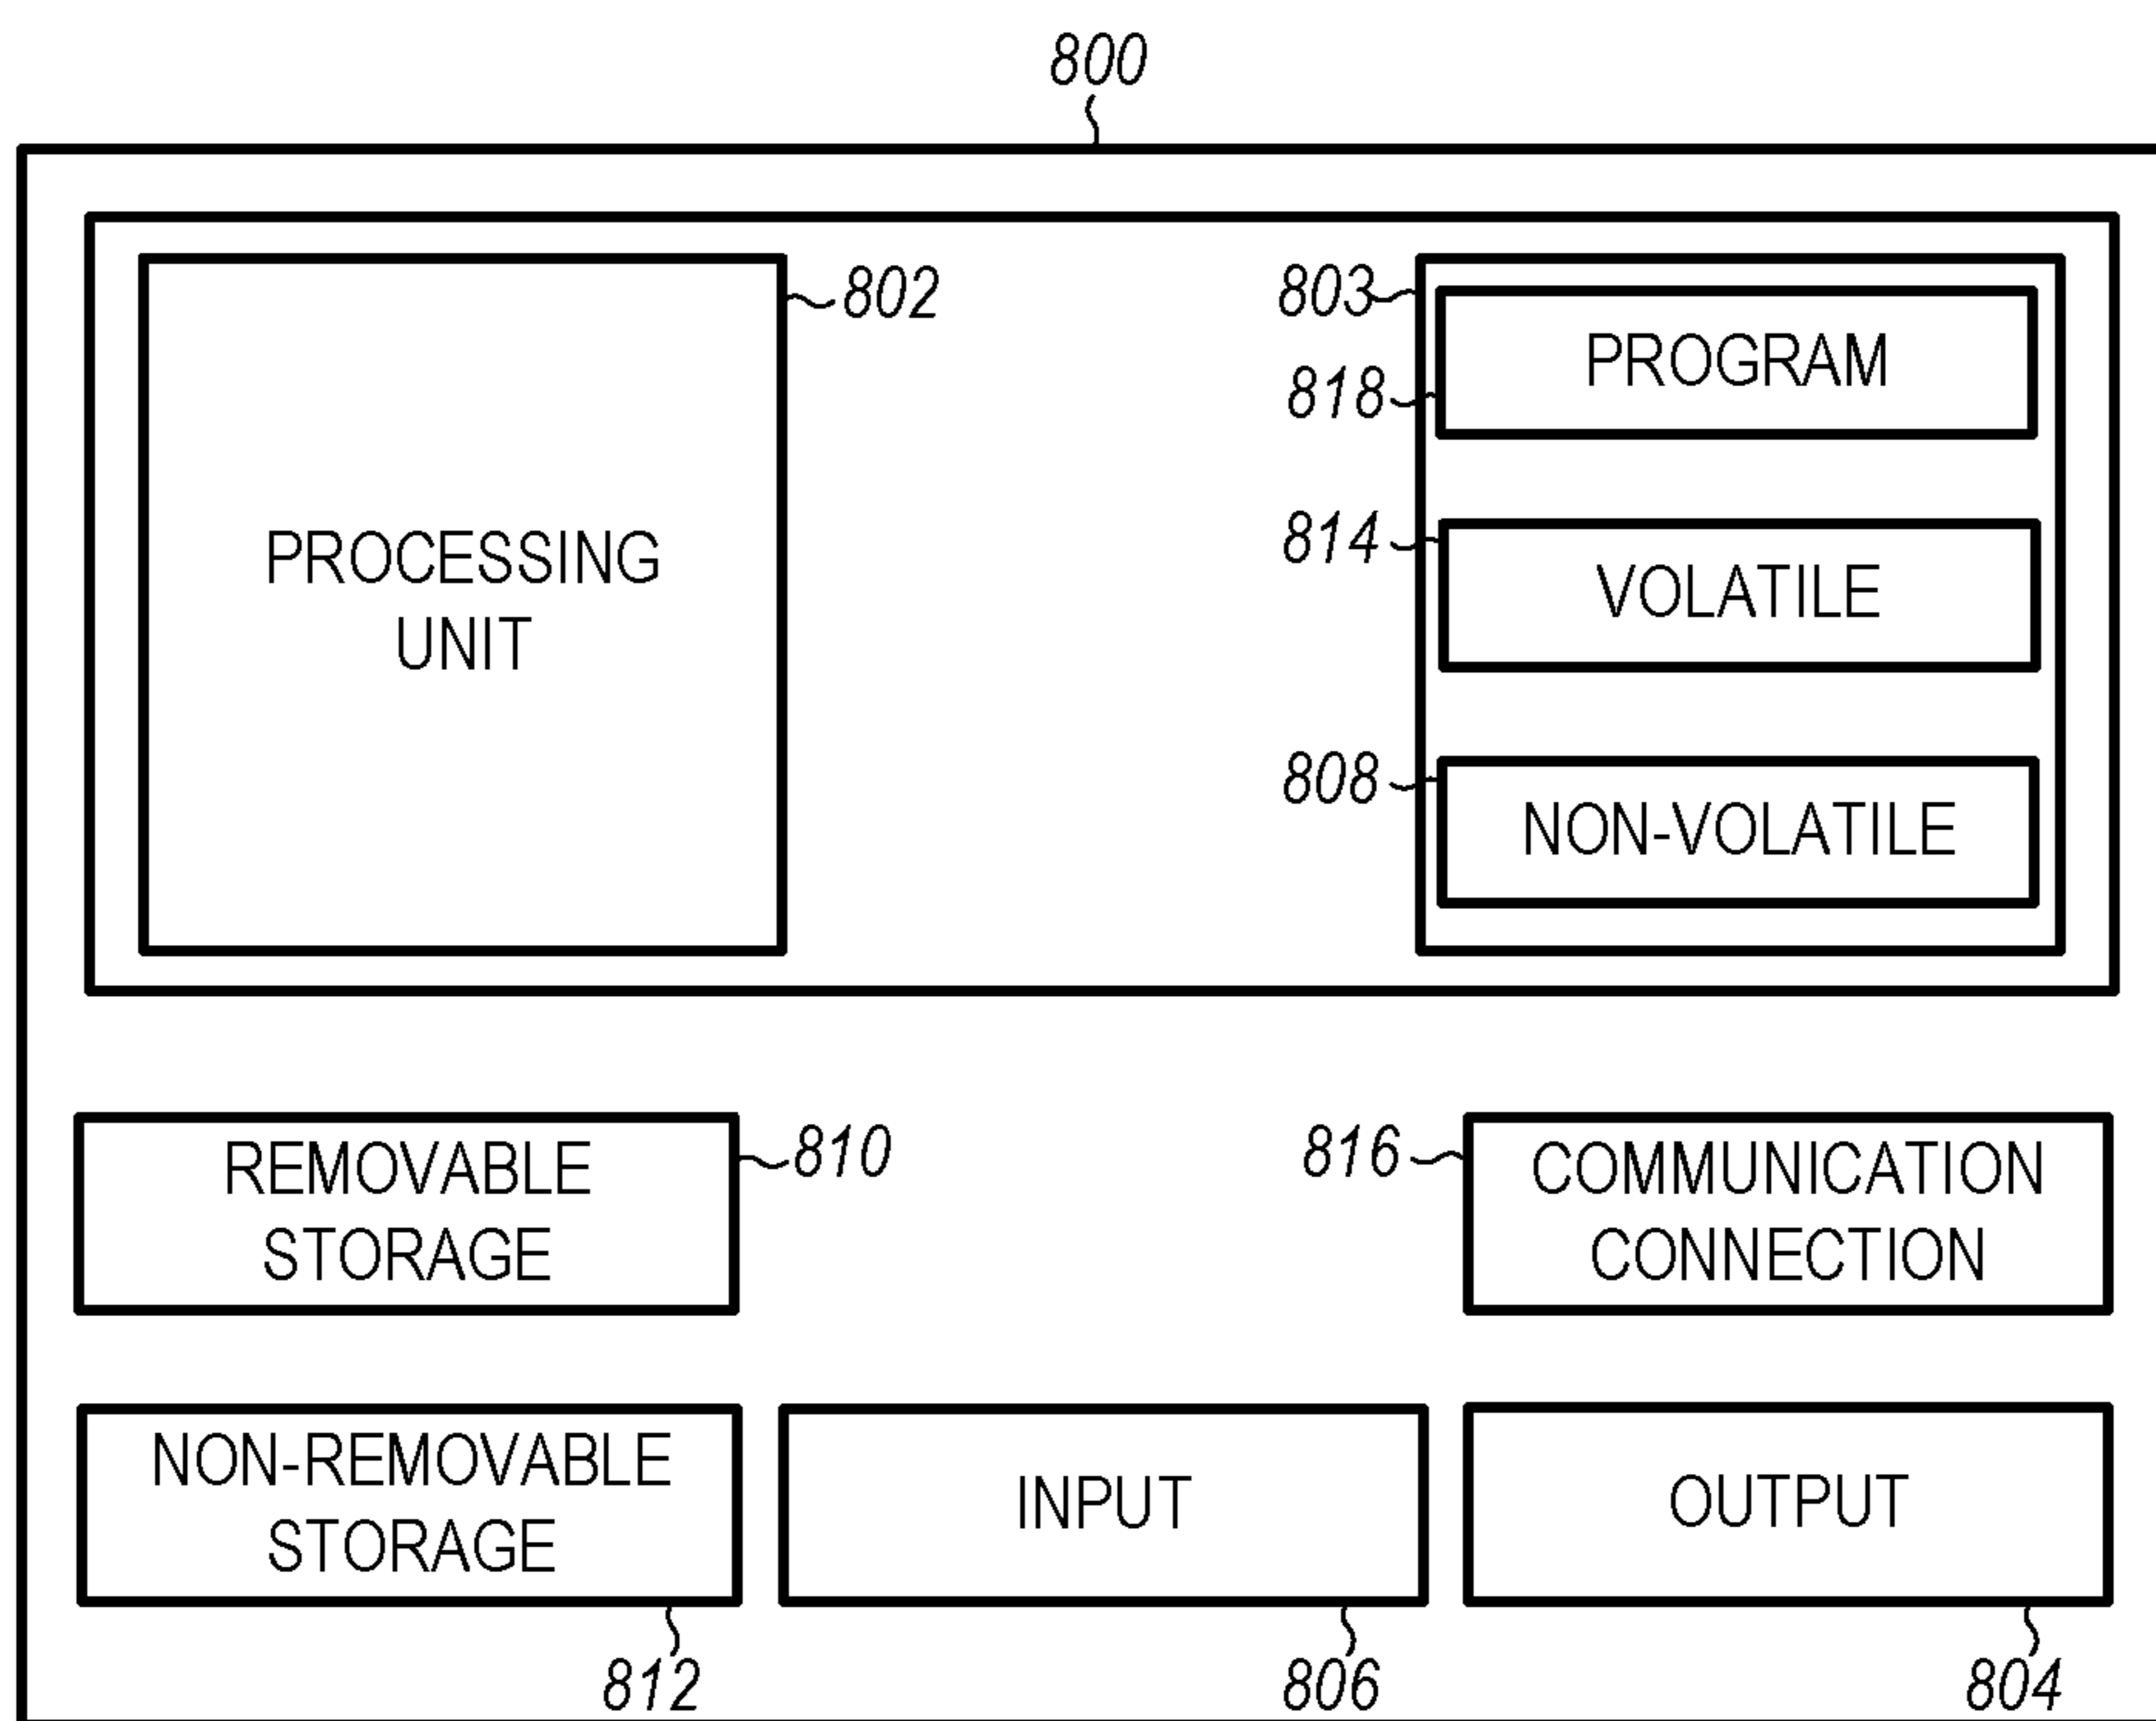 800
802
803
PROGRAM
818
PROCESSING
UNIT
814
VOLATILE
808
NON-VOLATILE
REMOVABLE
STORAGE
810
816
COMMUNICATION
CONNECTION
NON-REMOVABLE
STORAGE
INPUT
OUTPUT
812
806
804